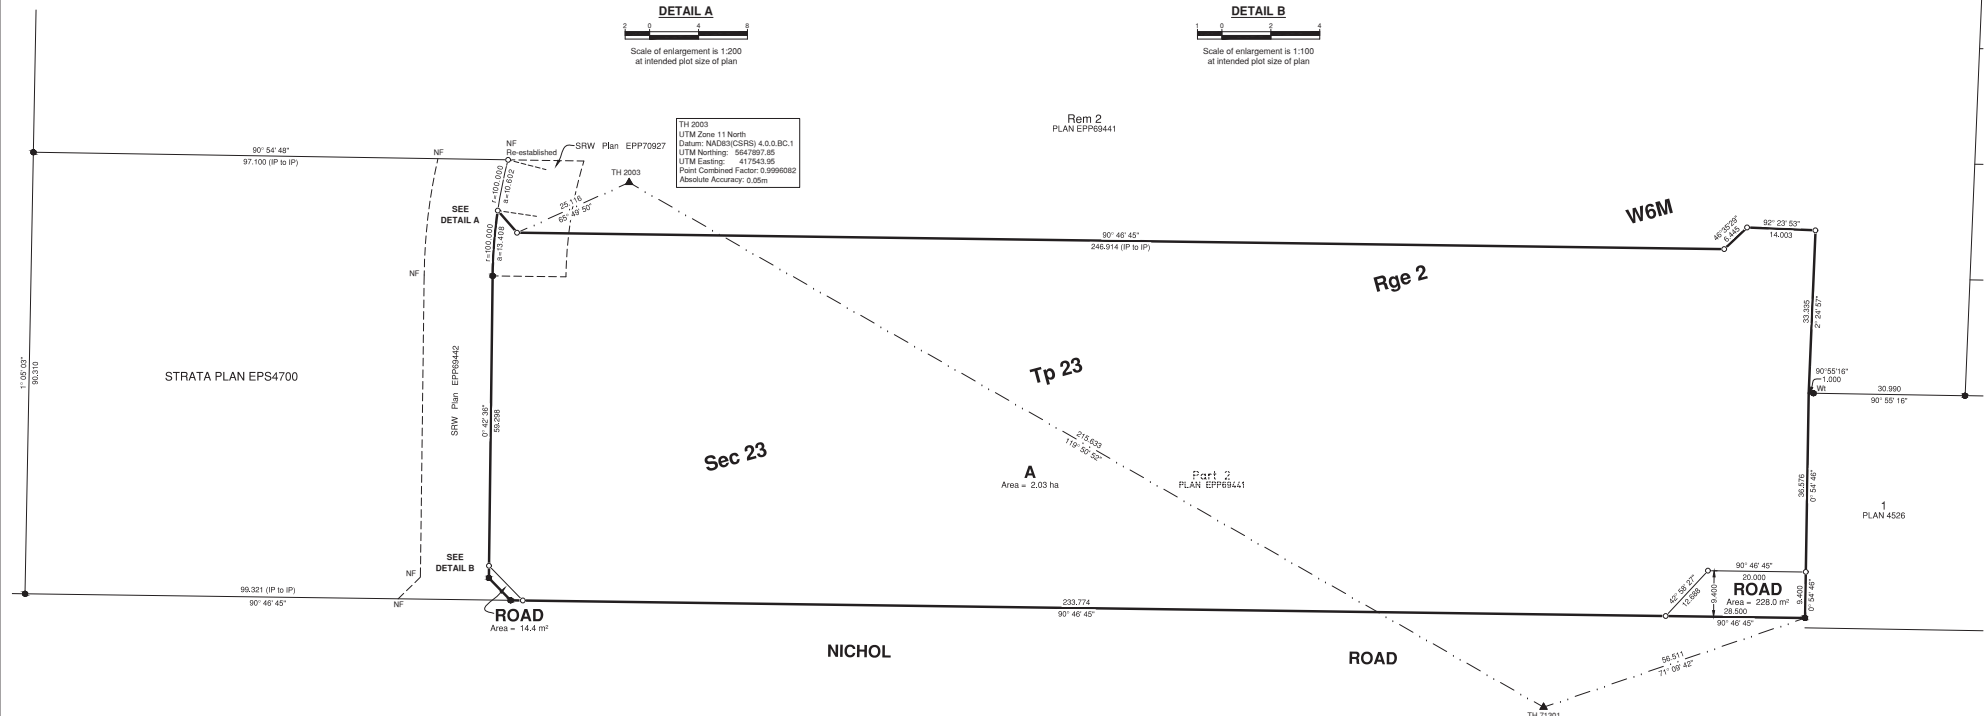 DETAIL A
2 0 4 8
Scale of enlargement is 1:200
at intended plot size of plan
DETAIL B
1 0 2 4
Scale of enlargement is 1:100
at intended plot size of plan
Rem 2
PLAN EPP69441
TH 2003
UTM Zone 11 North
Datum: NAD83(CSRS) 4.0.0.BC.1
UTM Northing: 5647897.85
UTM Easting: 417543.95
Point Combined Factor: 0.9996082
Absolute Accuracy: 0.05m
90° 54' 48"
97.100 (IP to IP)
NF
NF
Re-established
SRW Plan EPP70927
TH 2003
r=100.000
a=10.602
SEE
DETAIL A
25.116
65° 49' 50"
r=100.000
a=13.408
NF
90° 46' 45"
246.914 (IP to IP)
W6M
46°35'29"
6.445
92° 23' 53"
14.003
Rge 2
33.335
2° 24' 57"
Tp 23
1° 05' 03"
90.310
STRATA PLAN EPS4700
SRW Plan EPP69442
0° 42' 36"
59.298
90°55'16"
1.000
Wt
30.990
90° 55' 16"
Sec 23
215.633
119° 50' 52"
A
Area = 2.03 ha
Part 2
PLAN EPP69441
36.576
0° 54' 46"
1
PLAN 4526
SEE
DETAIL B
NF
99.321 (IP to IP)
90° 46' 45"
NF
ROAD
Area = 14.4 m²
233.774
90° 46' 45"
42° 58' 27"
12.688
9.400
90° 46' 45"
20.000
ROAD
Area = 228.0 m²
28.500
90° 46' 45"
9.400
0° 54' 46"
NICHOL
ROAD
56.511
71° 09' 42"